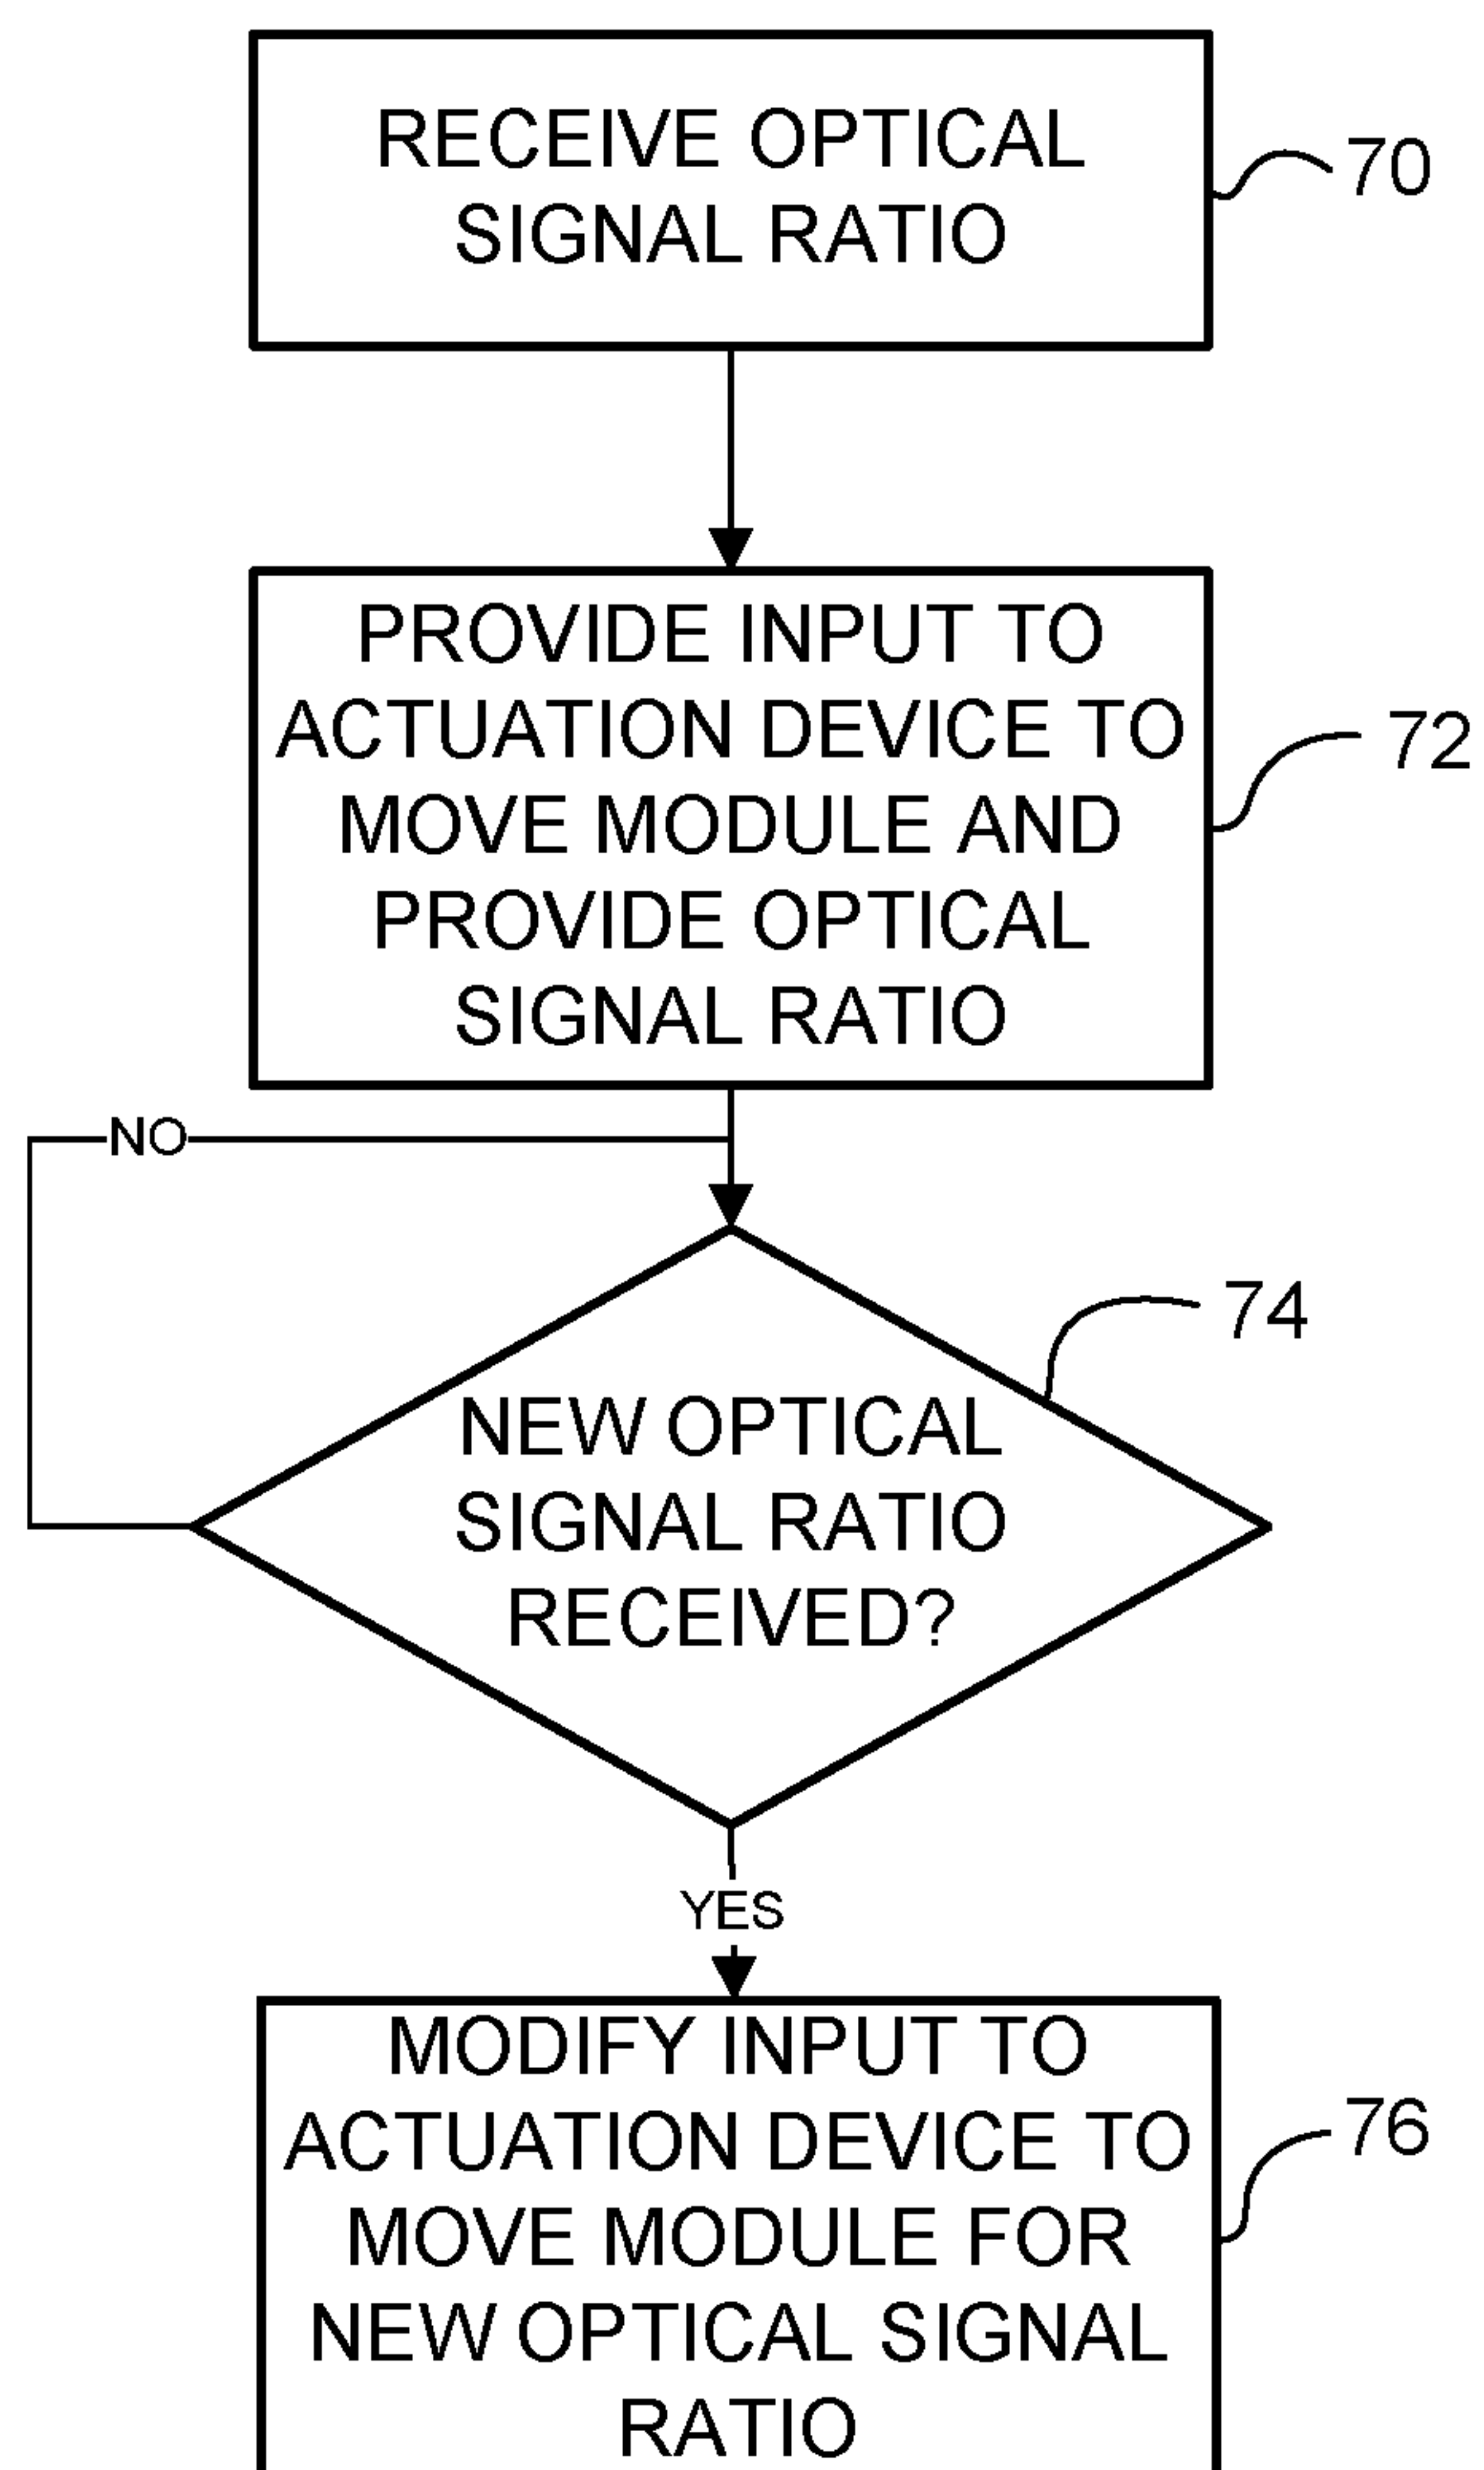 RECEIVE OPTICAL
SIGNAL RATIO
70
PROVIDE INPUT TO
ACTUATION DEVICE TO
MOVE MODULE AND
PROVIDE OPTICAL
SIGNAL RATIO
72
NO
74
NEW OPTICAL
SIGNAL RATIO
RECEIVED?
YES
MODIFY INPUT TO
ACTUATION DEVICE TO
MOVE MODULE FOR
NEW OPTICAL SIGNAL
RATIO
76